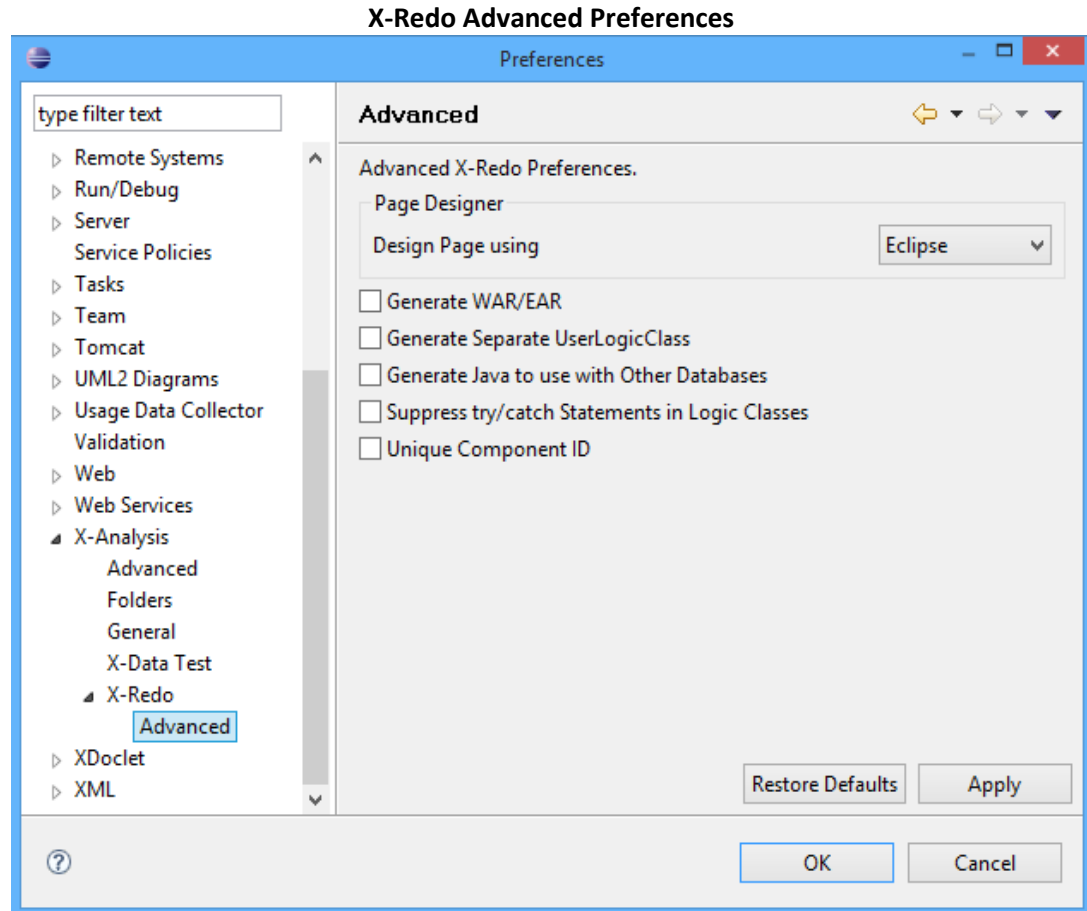 X-Redo Advanced Preferences
Preferences
type filter text
Remote Systems
Run/Debug
Server
Service Policies
Tasks
Team
Tomcat
UML2 Diagrams
Usage Data Collector
Validation
Web
Web Services
X-Analysis
Advanced
Folders
General
X-Data Test
X-Redo
Advanced
XDoclet
XML
Advanced
Advanced X-Redo Preferences.
Page Designer
Design Page using Eclipse
Generate WAR/EAR
Generate Separate UserLogicClass
Generate Java to use with Other Databases
Suppress try/catch Statements in Logic Classes
Unique Component ID
Restore Defaults Apply
? OK Cancel